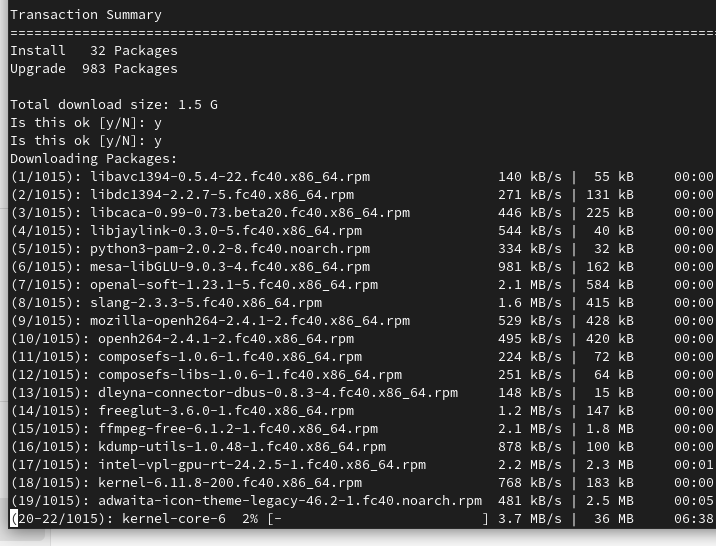 Transaction Summary
================================================================================
Install   32 Packages
Upgrade  983 Packages
Total download size: 1.5 G
Is this ok [y/N]: y
Is this ok [y/N]: y
Downloading Packages:
(1/1015): libavc1394-0.5.4-22.fc40.x86_64.rpm                140 kB/s |  55 kB     00:00
(2/1015): libdc1394-2.2.7-5.fc40.x86_64.rpm                  271 kB/s | 131 kB     00:00
(3/1015): libcaca-0.99-0.73.beta20.fc40.x86_64.rpm           446 kB/s | 225 kB     00:00
(4/1015): libjaylink-0.3.0-5.fc40.x86_64.rpm                 544 kB/s |  40 kB     00:00
(5/1015): python3-pam-2.0.2-8.fc40.noarch.rpm                334 kB/s |  32 kB     00:00
(6/1015): mesa-libGLU-9.0.3-4.fc40.x86_64.rpm                981 kB/s | 162 kB     00:00
(7/1015): openal-soft-1.23.1-5.fc40.x86_64.rpm               2.1 MB/s | 584 kB     00:00
(8/1015): slang-2.3.3-5.fc40.x86_64.rpm                      1.6 MB/s | 415 kB     00:00
(9/1015): mozilla-openh264-2.4.1-2.fc40.x86_64.rpm           529 kB/s | 428 kB     00:00
(10/1015): openh264-2.4.1-2.fc40.x86_64.rpm                  495 kB/s | 420 kB     00:00
(11/1015): composefs-1.0.6-1.fc40.x86_64.rpm                 224 kB/s |  72 kB     00:00
(12/1015): composefs-libs-1.0.6-1.fc40.x86_64.rpm            251 kB/s |  64 kB     00:00
(13/1015): dleyna-connector-dbus-0.8.3-4.fc40.x86_64.rpm     148 kB/s |  15 kB     00:00
(14/1015): freeglut-3.6.0-1.fc40.x86_64.rpm                  1.2 MB/s | 147 kB     00:00
(15/1015): ffmpeg-free-6.1.2-1.fc40.x86_64.rpm               2.1 MB/s | 1.8 MB     00:00
(16/1015): kdump-utils-1.0.48-1.fc40.x86_64.rpm              878 kB/s | 100 kB     00:00
(17/1015): intel-vpl-gpu-rt-24.2.5-1.fc40.x86_64.rpm         2.2 MB/s | 2.3 MB     00:01
(18/1015): kernel-6.11.8-200.fc40.x86_64.rpm                 768 kB/s | 183 kB     00:00
(19/1015): adwaita-icon-theme-legacy-46.2-1.fc40.noarch.rpm  481 kB/s | 2.5 MB     00:05
(20-22/1015): kernel-core-6  2% [-                         ] 3.7 MB/s |  36 MB     06:38